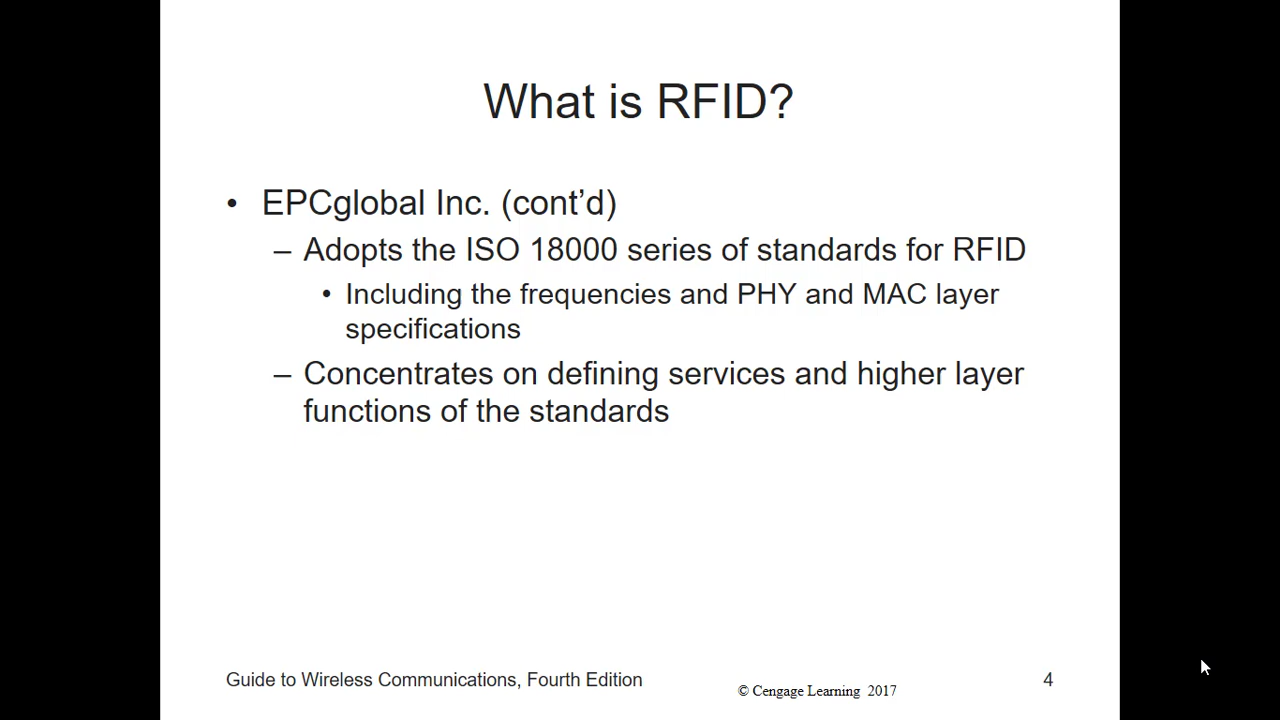 What is RFID?
• EPCglobal Inc. (cont’d)
– Adopts the ISO 18000 series of standards for RFID
• Including the frequencies and PHY and MAC layer
specifications
– Concentrates on defining services and higher layer
functions of the standards
Guide to Wireless Communications, Fourth Edition
© Cengage Learning 2017
4